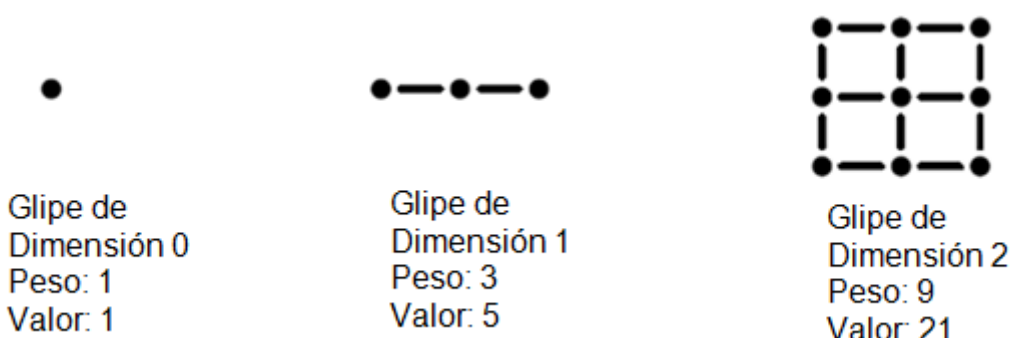 Glipe de
Dimensión 0
Peso: 1
Valor: 1
Glipe de
Dimensión 1
Peso: 3
Valor: 5
Glipe de
Dimensión 2
Peso: 9
Valor: 21